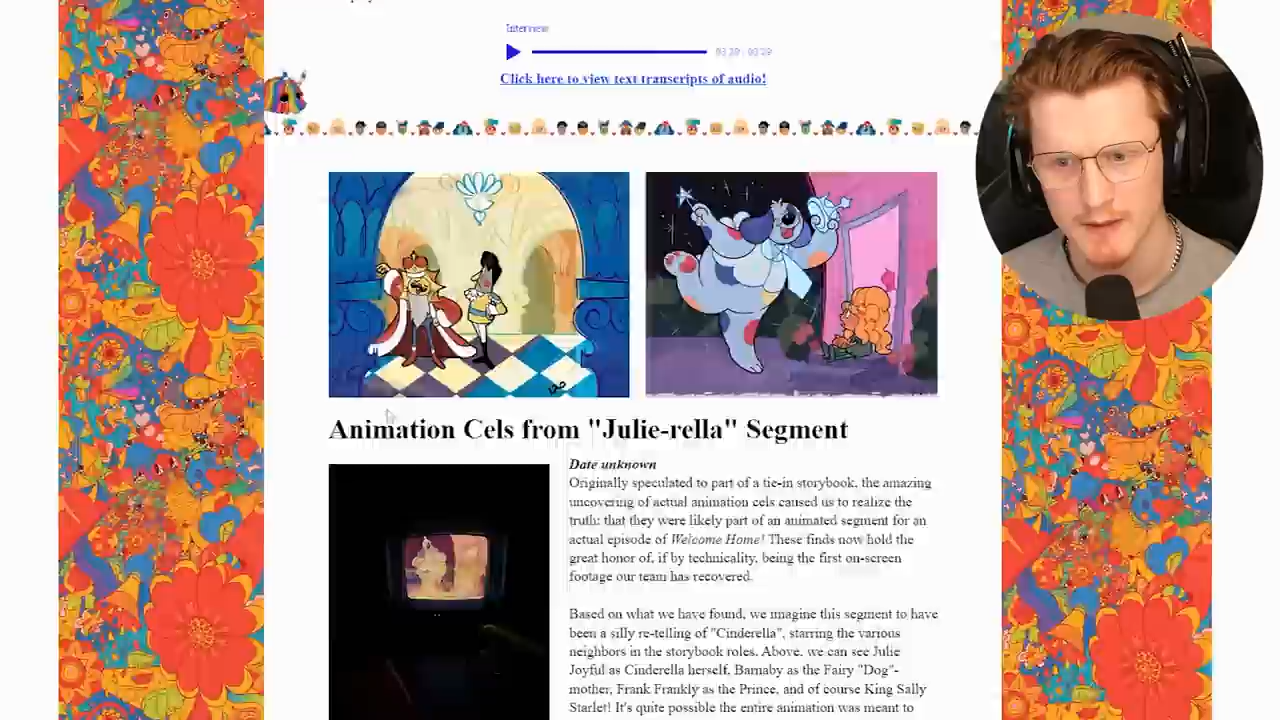 Interview
Click here to view text transcripts of audio!
Animation Cels from "Julie-rella" Segment
Date unknown
Originally speculated to part of a tie-in storybook, the amazing
uncovering of actual animation cels caused us to realize the
truth: that they were likely part of an animated segment for an
actual episode of Welcome Home! These finds now hold the
great honor of, if by technicality, being the first on-screen
footage our team has recovered.
Based on what we have found, we imagine this segment to have
been a silly re-telling of "Cinderella", starring the various
neighbors in the storybook roles. Above, we can see Julie
Joyful as Cinderella herself, Barnaby as the Fairy "Dog"-
mother, Frank Frankly as the Prince, and of course King Sally
Starlet! It's quite possible the entire animation was meant to